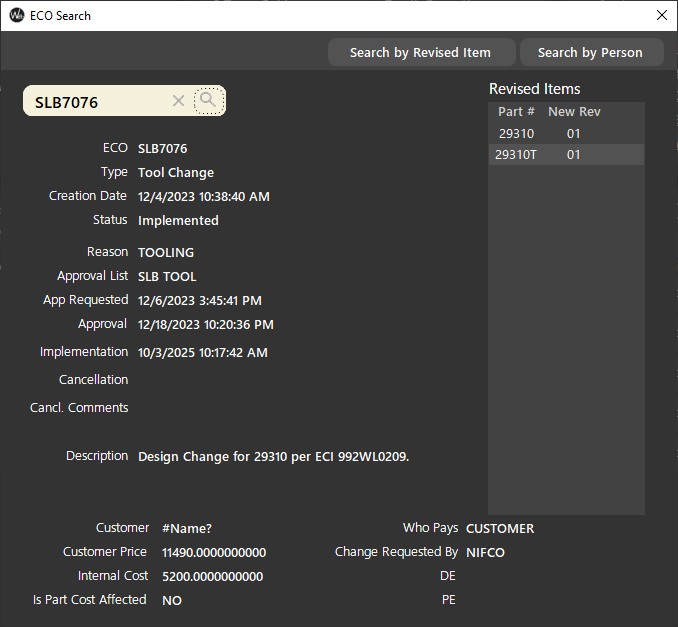 ECO Search
Search by Revised Item Search by Person
SLB7076
Revised Items
Part # New Rev
29310 01
29310T 01
ECO SLB7076
Type Tool Change
Creation Date 12/4/2023 10:38:40 AM
Status Implemented
Reason TOOLING
Approval List SLB TOOL
App Requested 12/6/2023 3:45:41 PM
Approval 12/18/2023 10:20:36 PM
Implementation 10/3/2025 10:17:42 AM
Cancellation
Cancl. Comments
Description Design Change for 29310 per ECI 992WL0209.
Customer #Name? Who Pays CUSTOMER
Customer Price 11490.0000000000 Change Requested By NIFCO
Internal Cost 5200.0000000000 DE
Is Part Cost Affected NO PE